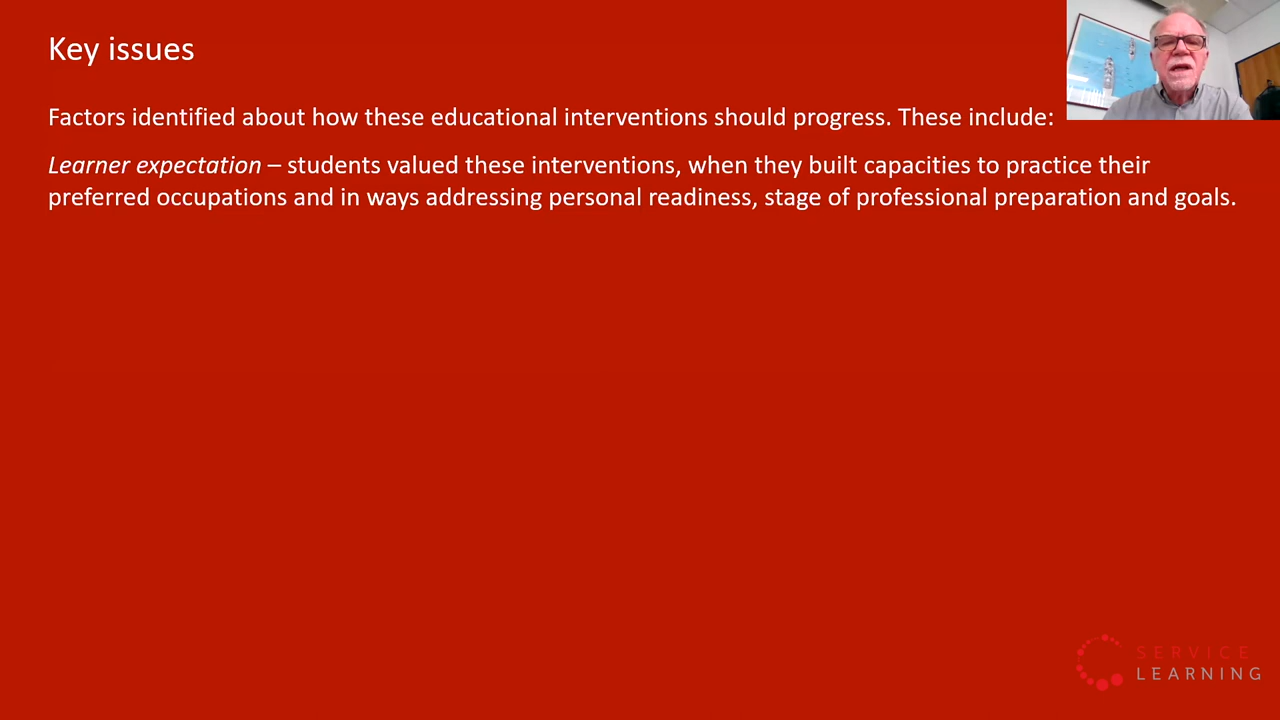 Key issues
Factors identified about how these educational interventions should progress. These include:
Learner expectation – students valued these interventions, when they built capacities to practice their
preferred occupations and in ways addressing personal readiness, stage of professional preparation and goals.
SERVICE
LEARNING